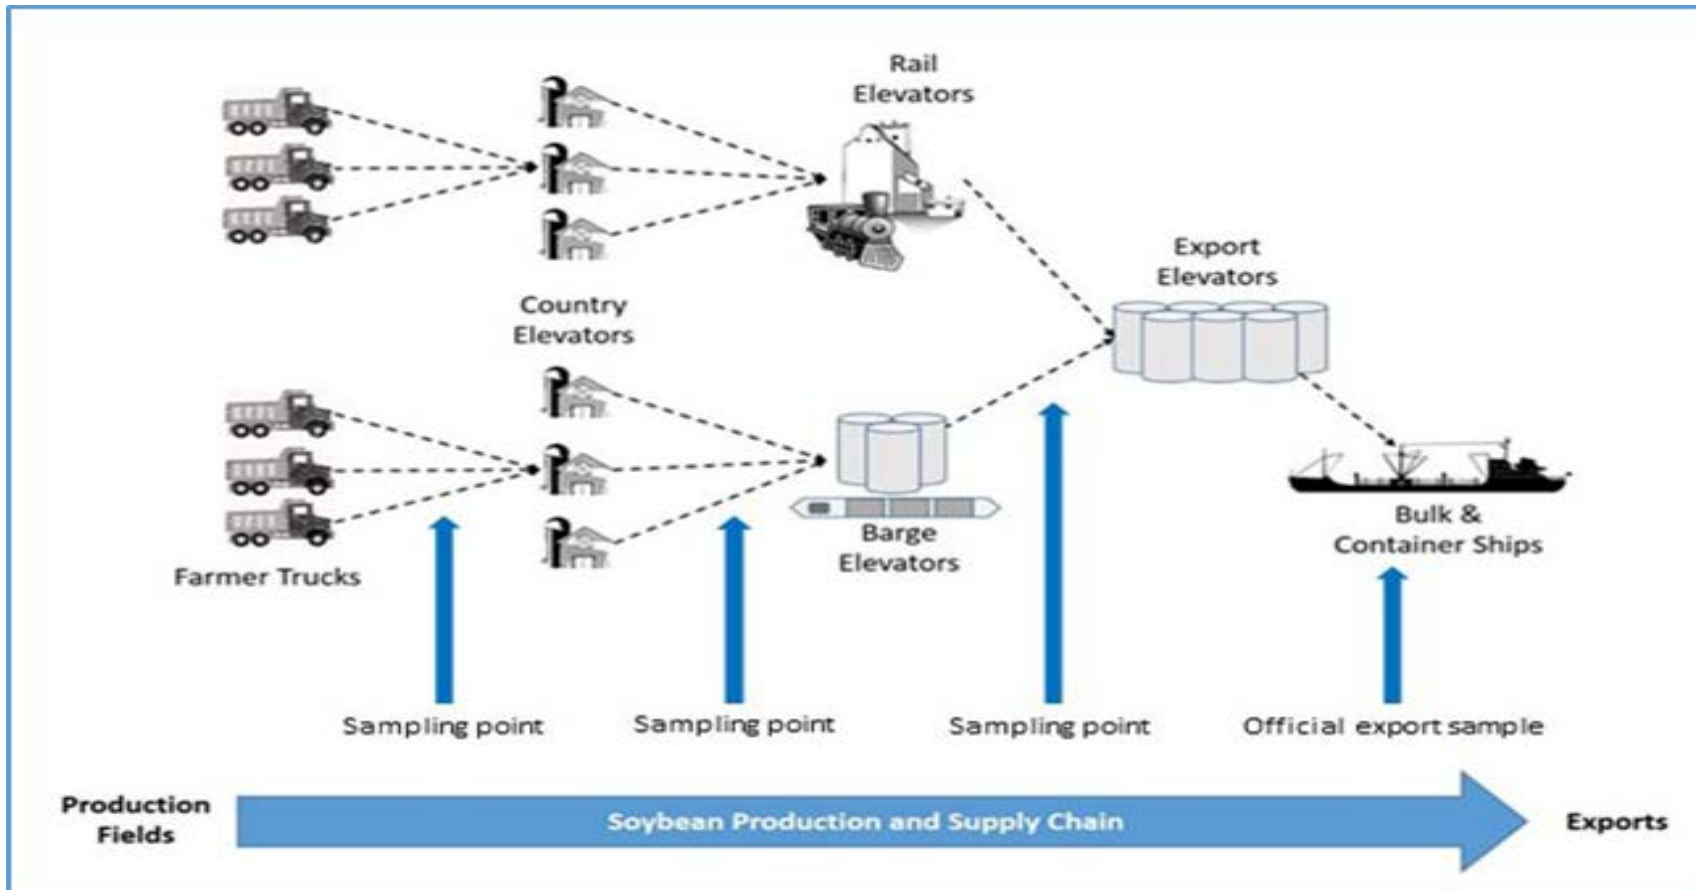 Rail
Elevators
Export
Elevators
Country
Elevators
Barge
Elevators
Bulk &
Container Ships
Farmer Trucks
Sampling point
Sampling point
Sampling point
Official export sample
Production
Fields
Soybean Production and Supply Chain
Exports